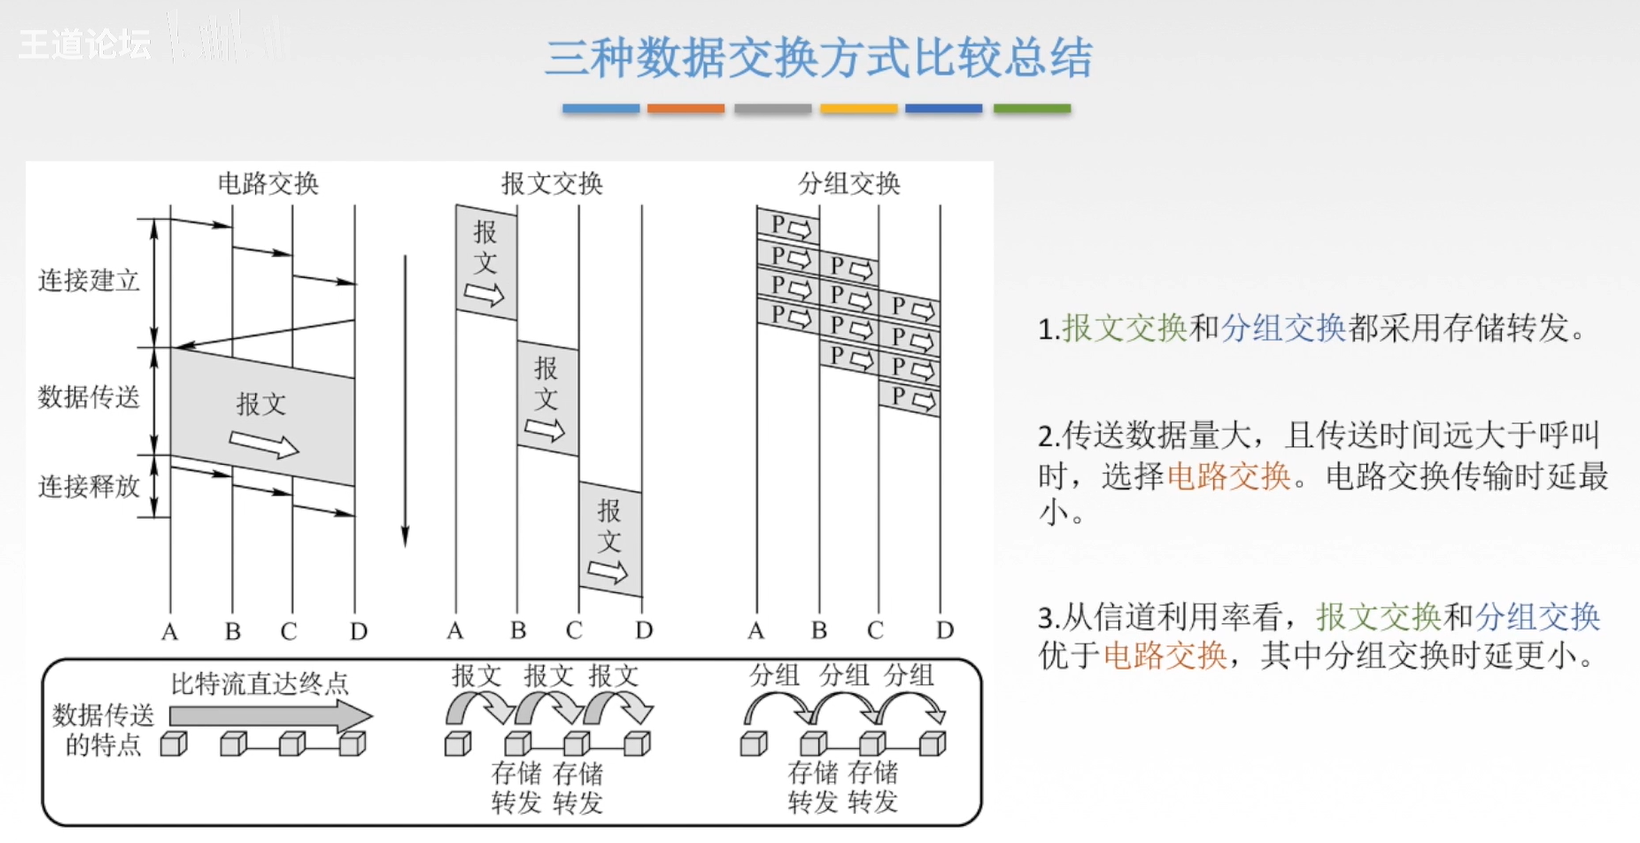 王道论坛
三种数据交换方式比较总结
电路交换
报文交换
分组交换
连接建立
数据传送
连接释放
报文
报
文
报
文
报
文
P
P
P
P
P
P
P
P
P
P
P
P
A B C D
A B C D
A B C D
数据传送
的特点
比特流直达终点
报文 报文 报文
存储 存储
转发 转发
分组 分组 分组
存储 存储
转发 转发
1.报文交换和分组交换都采用存储转发。
2.传送数据量大，且传送时间远大于呼叫
时，选择电路交换。电路交换传输时延最
小。
3.从信道利用率看，报文交换和分组交换
优于电路交换，其中分组交换时延更小。